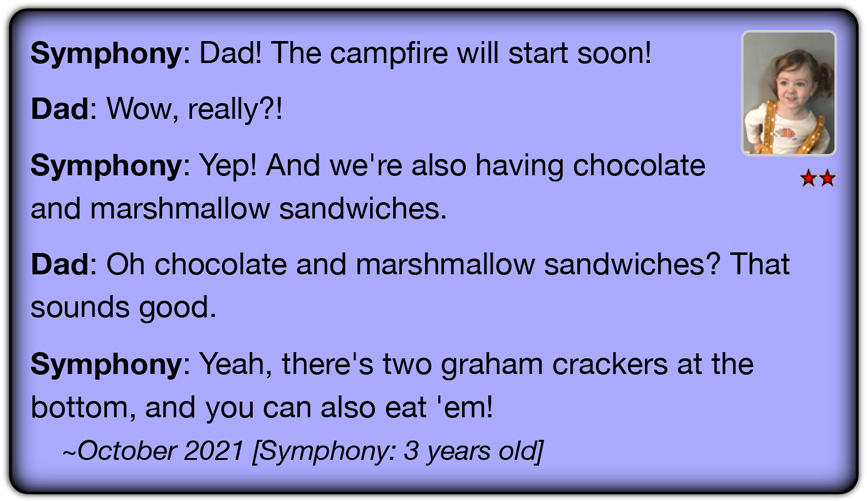 Symphony: Dad! The campfire will start soon!
Dad: Wow, really?!
Symphony: Yep! And we're also having chocolate
and marshmallow sandwiches.
Dad: Oh chocolate and marshmallow sandwiches? That
sounds good.
Symphony: Yeah, there's two graham crackers at the
bottom, and you can also eat 'em!
~October 2021 [Symphony: 3 years old]